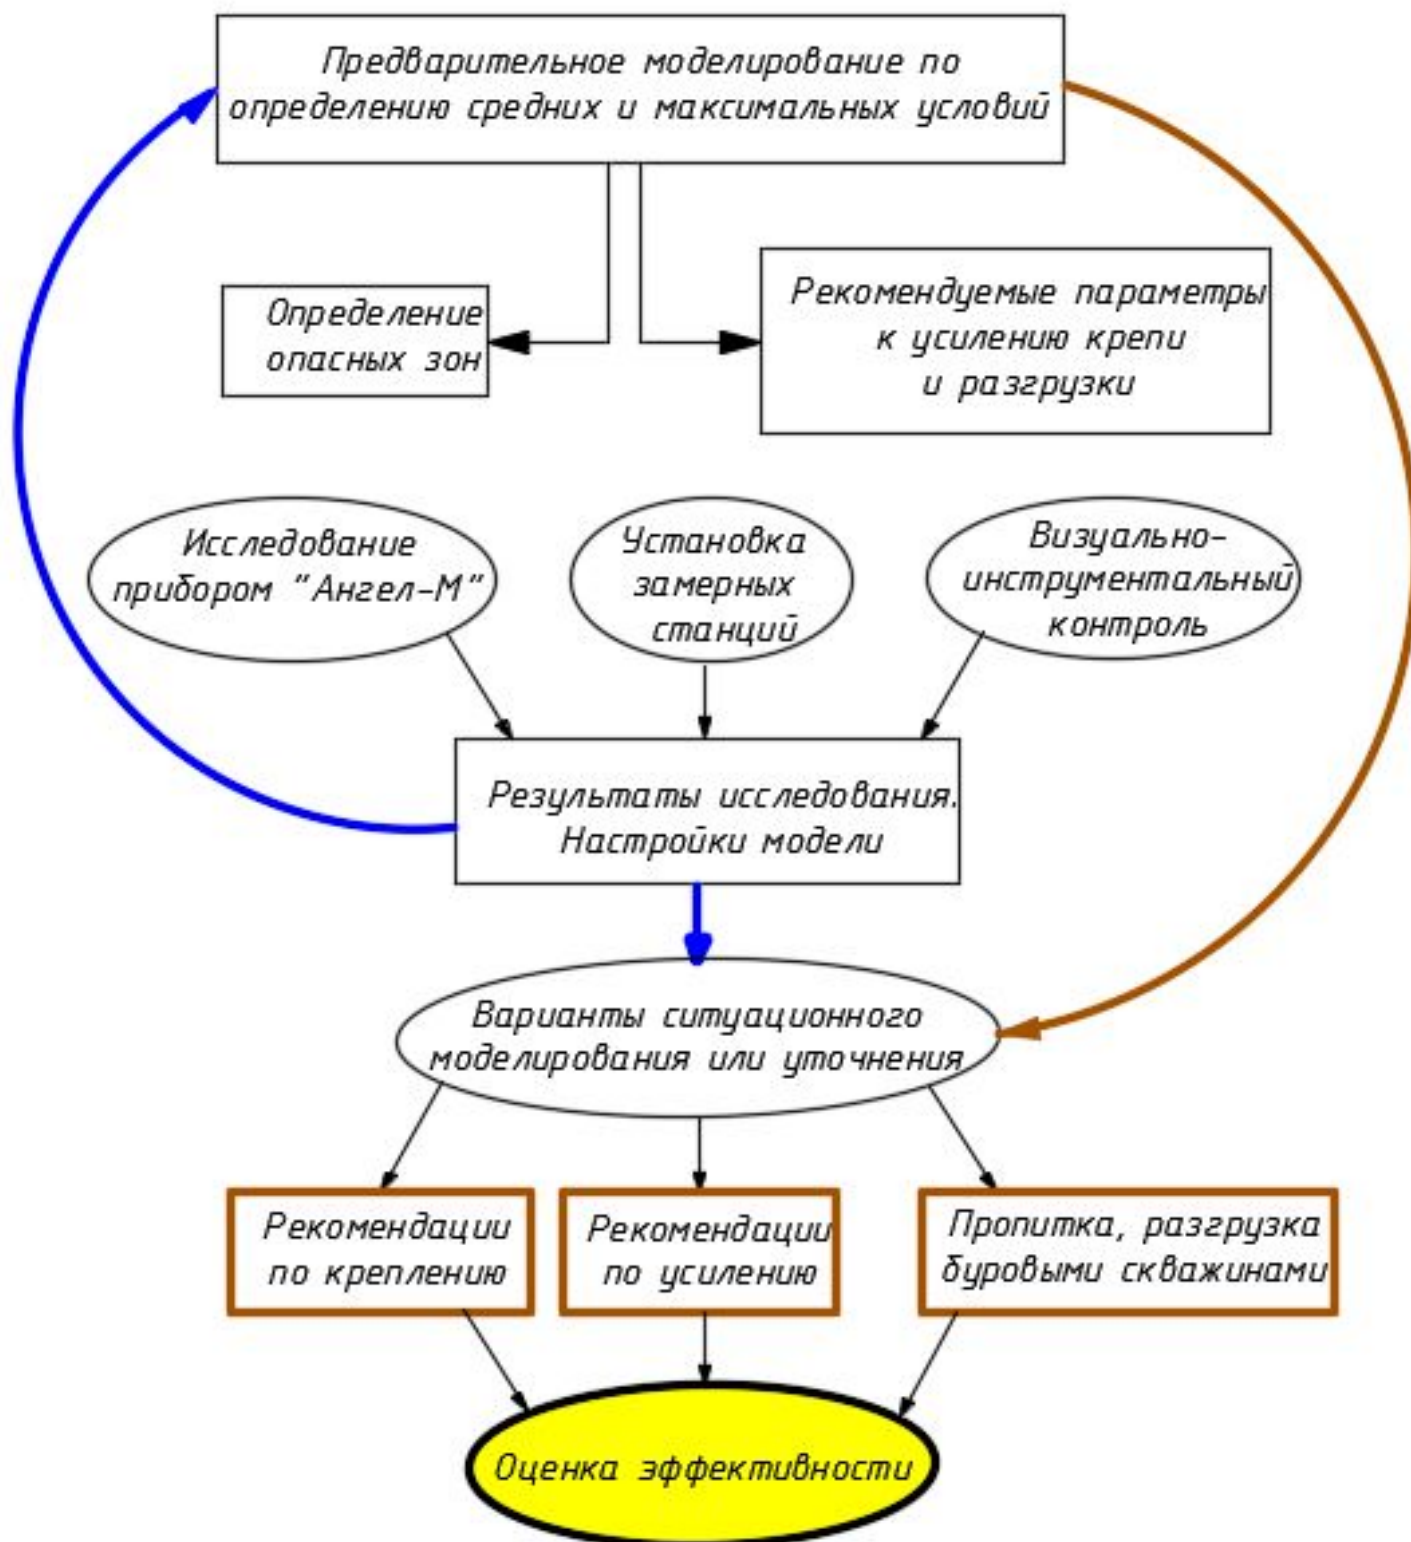 Предварительное моделирование по
определению средних и максимальных условий
Определение
опасных зон
Рекомендуемые параметры
к усилению крепи
и разгрузки
Исследование
прибором "Ангел-М"
Установка
замерных
станций
Визуально-
инструментальный
контроль
Результаты исследования.
Настройки модели
Варианты ситуационного
моделирования или уточнения
Рекомендации
по креплению
Рекомендации
по усилению
Пропитка, разгрузка
буровыми скважинами
Оценка эффективности